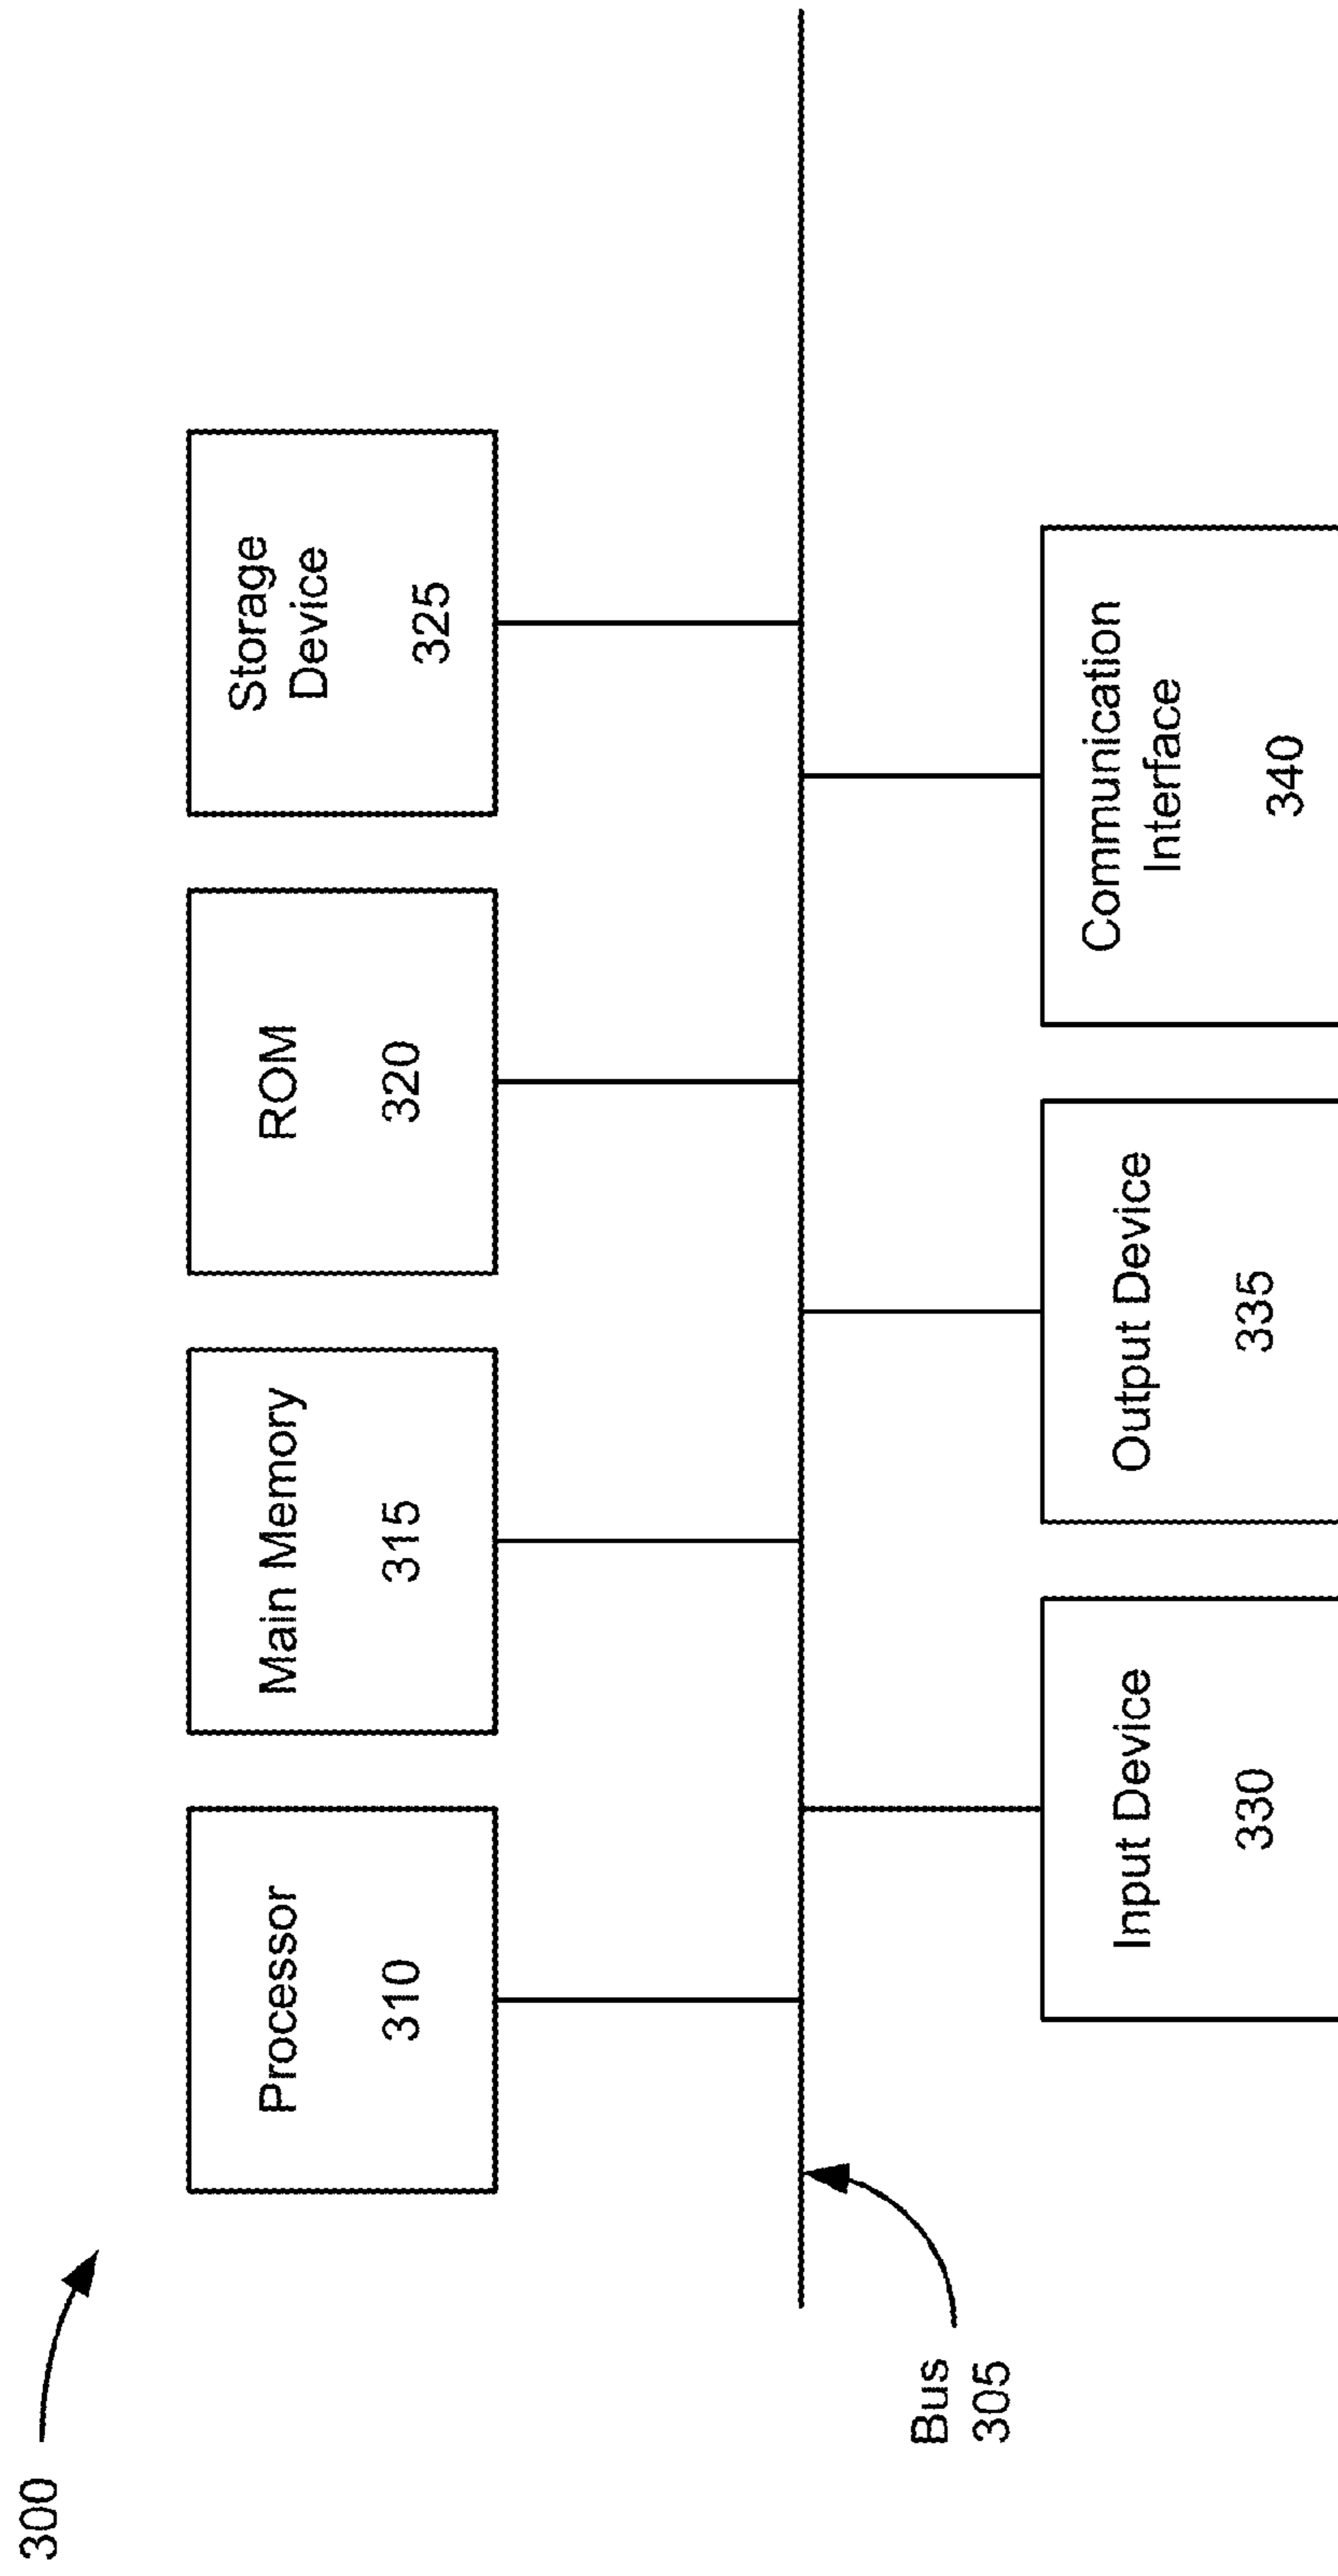 300
Processor
310
Main Memory
315
ROM
320
Storage
Device
325
Bus
305
Input Device
330
Output Device
335
Communication
Interface
340